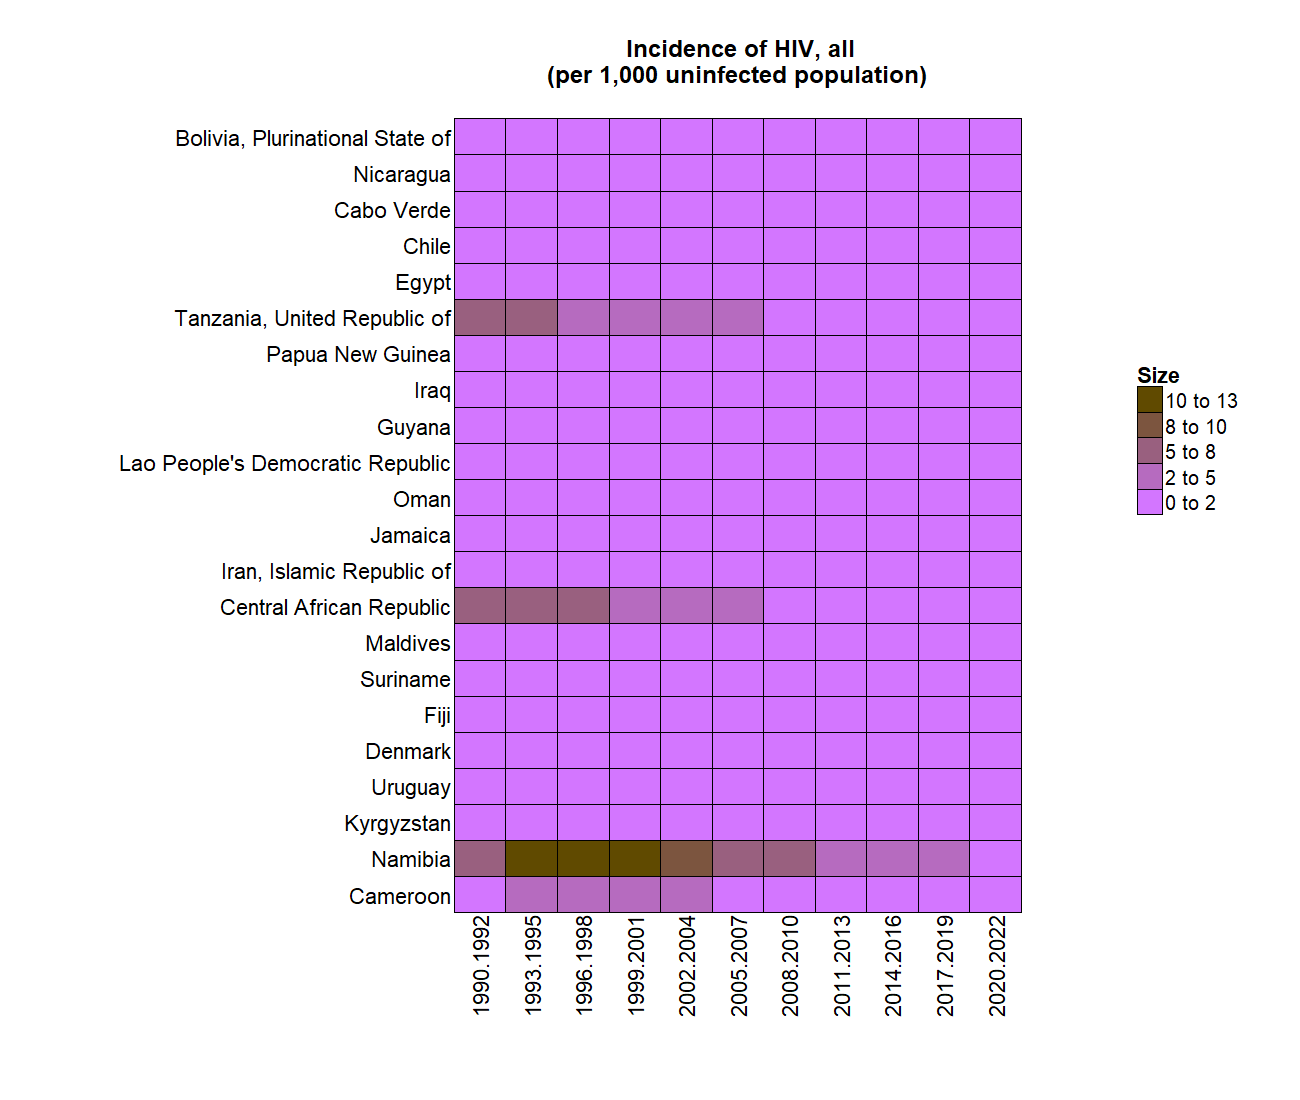 Incidence of HIV, all
(per 1,000 uninfected population)
Bolivia, Plurinational State of
Nicaragua
Cabo Verde
Chile
Egypt
Tanzania, United Republic of
Papua New Guinea
Iraq
Guyana
Lao People's Democratic Republic
Oman
Jamaica
Iran, Islamic Republic of
Central African Republic
Maldives
Suriname
Fiji
Denmark
Uruguay
Kyrgyzstan
Namibia
Cameroon
1990.1992
1993.1995
1996.1998
1999.2001
2002.2004
2005.2007
2008.2010
2011.2013
2014.2016
2017.2019
2020.2022
Size
10 to 13
8 to 10
5 to 8
2 to 5
0 to 2